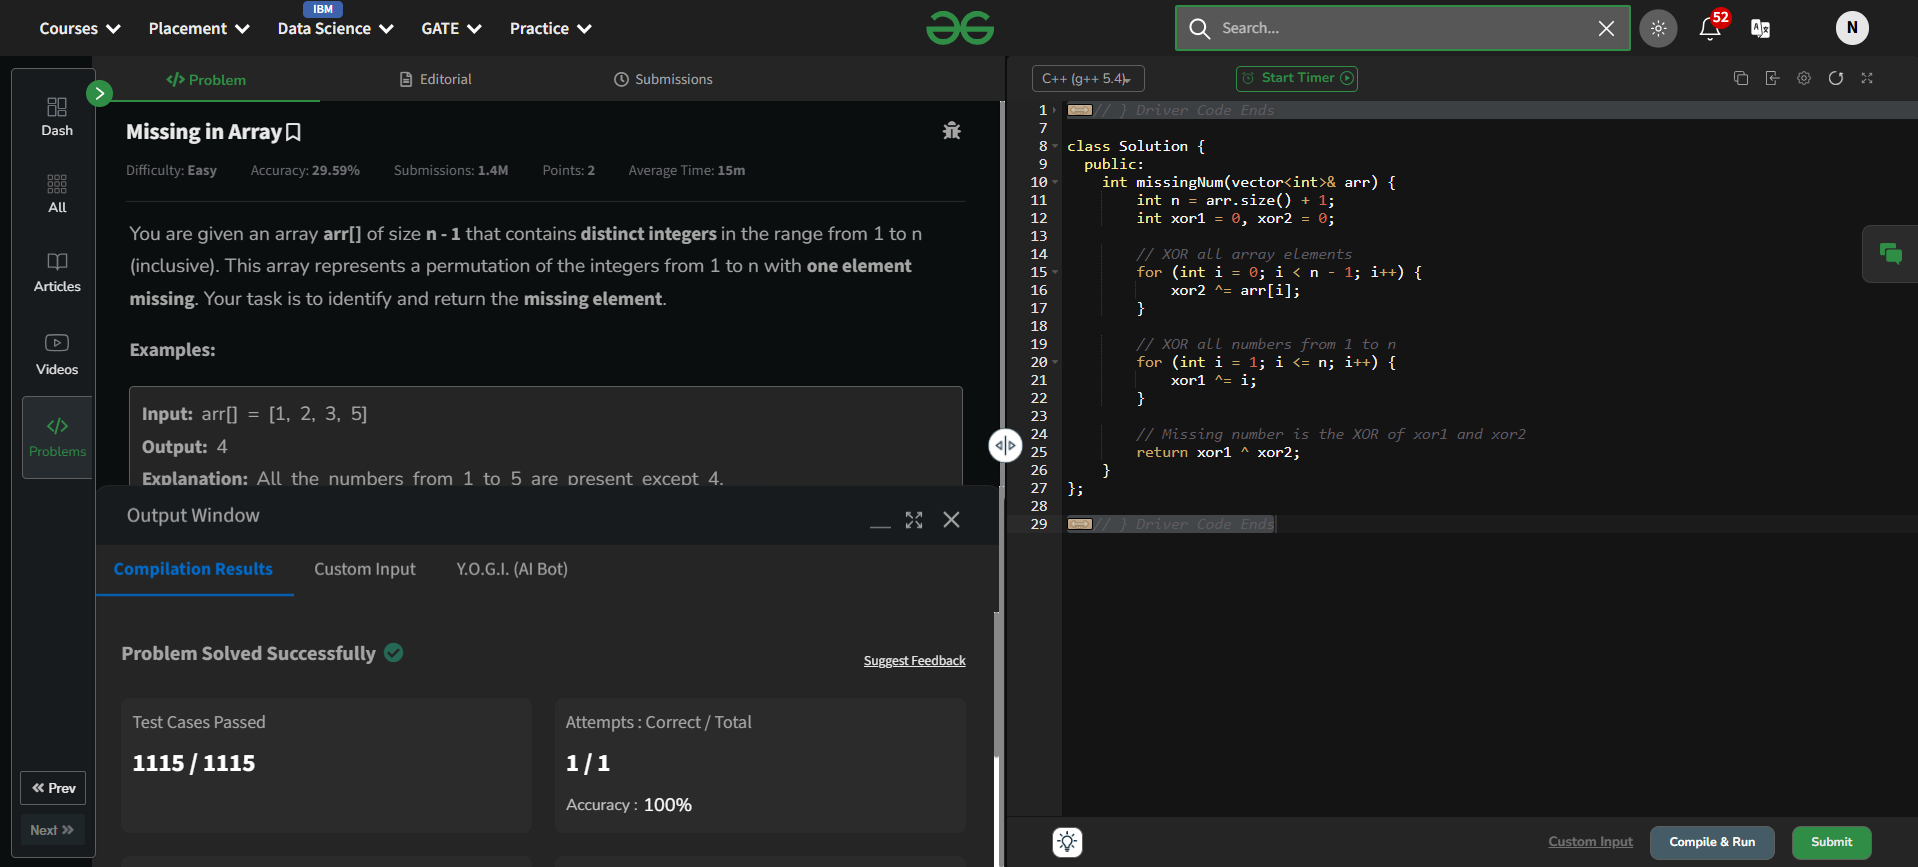 IBM
Courses Placement Data Science GATE Practice Search... 52 N
Dash
All
Articles
Videos
</>
Problems
Prev
Next
</> Problem Editorial Submissions
Missing in Array
Difficulty: Easy Accuracy: 29.59% Submissions: 1.4M Points: 2 Average Time: 15m
You are given an array arr[] of size n - 1 that contains distinct integers in the range from 1 to n
(inclusive). This array represents a permutation of the integers from 1 to n with one element
missing. Your task is to identify and return the missing element.
Examples:
Input: arr[] = [1, 2, 3, 5]
Output: 4
Explanation: All the numbers from 1 to 5 are present except 4.
Output Window
Compilation Results Custom Input Y.O.G.I. (AI Bot)
Problem Solved Successfully
Suggest Feedback
Test Cases Passed
1115 / 1115
Attempts : Correct / Total
1 / 1
Accuracy : 100%
C++ (g++ 5.4) Start Timer
1 // } Driver Code Ends
7
8 class Solution {
9 public:
10 int missingNum(vector<int>& arr) {
11 int n = arr.size() + 1;
12 int xor1 = 0, xor2 = 0;
13
14 // XOR all array elements
15 for (int i = 0; i < n - 1; i++) {
16 xor2 ^= arr[i];
17 }
18
19 // XOR all numbers from 1 to n
20 for (int i = 1; i <= n; i++) {
21 xor1 ^= i;
22 }
23
24 // Missing number is the XOR of xor1 and xor2
25 return xor1 ^ xor2;
26 }
27 };
28
29 // } Driver Code Ends
Custom Input Compile & Run Submit